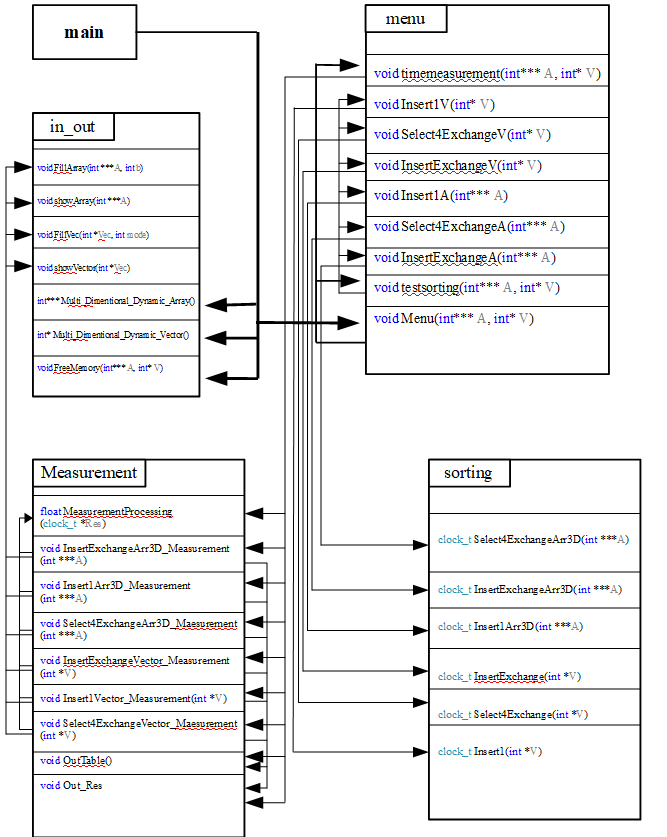 main
in_out
void FillArray(int ***A, int b)
void showArray(int ***A)
void FillVec(int *Vec, int mode)
void showVector(int *Vec)
int*** Multi_Dimentional_Dynamic_Array()
int* Multi_Dimentional_Dynamic_Vector()
void FreeMemory(int*** A, int* V)
menu
void timemeasurement(int*** A, int* V)
void Insert1V(int* V)
void Select4ExchangeV(int* V)
void InsertExchangeV(int* V)
void Insert1A(int*** A)
void Select4ExchangeA(int*** A)
void InsertExchangeA(int*** A)
void testsorting(int*** A, int* V)
void Menu(int*** A, int* V)
Measurement
float MeasurementProcessing
(clock_t *Res)
void InsertExchangeArr3D_Measurement
(int ***A)
void Insert1Arr3D_Measurement
(int ***A)
void Select4ExchangeArr3D_Maesurement
(int ***A)
void InsertExchangeVector_Measurement
(int *V)
void Insert1Vector_Measurement(int *V)
void Select4ExchangeVector_Maesurement
(int *V)
void OutTable()
void Out_Res
sorting
clock_t Select4ExchangeArr3D(int ***A)
clock_t InsertExchangeArr3D(int ***A)
clock_t Insert1Arr3D(int ***A)
clock_t InsertExchange(int *V)
clock_t Select4Exchange(int *V)
clock_t Insert1(int *V)